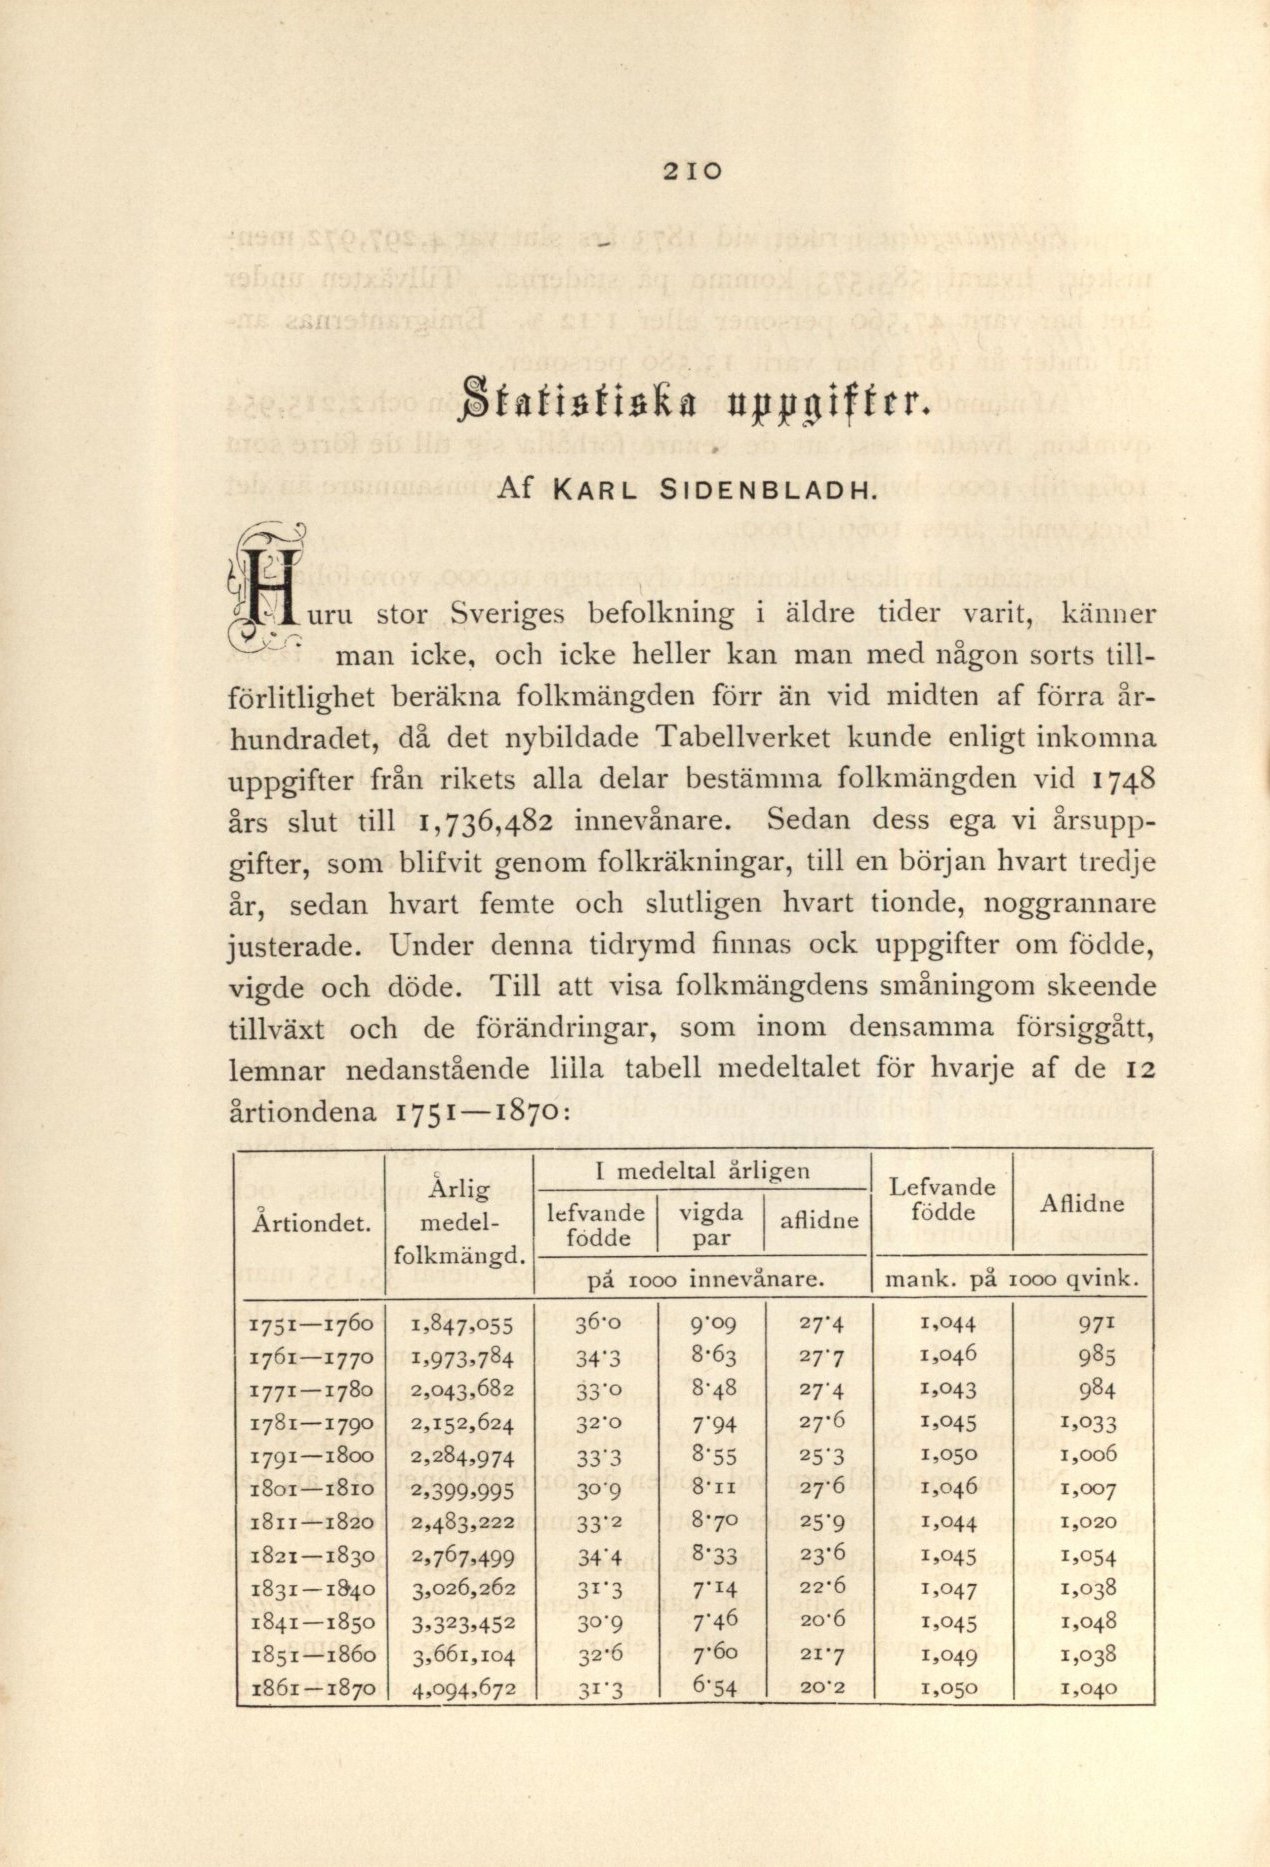 210
Statistiska uppgifter.
Af KARL SIDENBLADH.
Huru stor Sveriges befolkning i äldre tider varit, känner
man icke, och icke heller kan man med någon sorts till-
förlitlighet beräkna folkmängden förr än vid midten af förra år-
hundradet, då det nybildade Tabellverket kunde enligt inkomna
uppgifter från rikets alla delar bestämma folkmängden vid 1748
års slut till 1,736,482 innevånare. Sedan dess ega vi årsupp-
gifter, som blifvit genom folkräkningar, till en början hvart tredje
år, sedan hvart femte och slutligen hvart tionde, noggrannare
justerade. Under denna tidrymd finnas ock uppgifter om födde,
vigde och döde. Till att visa folkmängdens småningom skeende
tillväxt och de förändringar, som inom densamma försiggått,
lemnar nedanstående lilla tabell medeltalet för hvarje af de 12
årtiondena 1751—1870:
Årtiondet.
Årlig
medel-
folkmängd.
I medeltal årligen
lefvande
födde
vigda
par
aflidne
på 1000 innevånare.
Lefvande
födde
Aflidne
mank. på 1000 qvink.
1751—1760 1,847,055 36·0 9·09 27·4 1,044 971
1761—1770 1,973,784 34·3 8·63 27·7 1,046 985
1771—1780 2,043,682 33·0 8·48 27·4 1,043 984
1781—1790 2,152,624 32·0 7·94 27·6 1,045 1,033
1791—1800 2,284,974 33·3 8·55 25·3 1,050 1,006
1801—1810 2,399,995 30·9 8·11 27·6 1,046 1,007
1811—1820 2,483,222 33·2 8·70 25·9 1,044 1,020
1821—1830 2,767,499 34·4 8·33 23·6 1,045 1,054
1831—1840 3,026,262 31·3 7·14 22·6 1,047 1,038
1841—1850 3,323,452 30·9 7·46 20·6 1,045 1,048
1851—1860 3,661,104 32·6 7·60 21·7 1,049 1,038
1861—1870 4,094,672 31·3 6·54 20·2 1,050 1,040